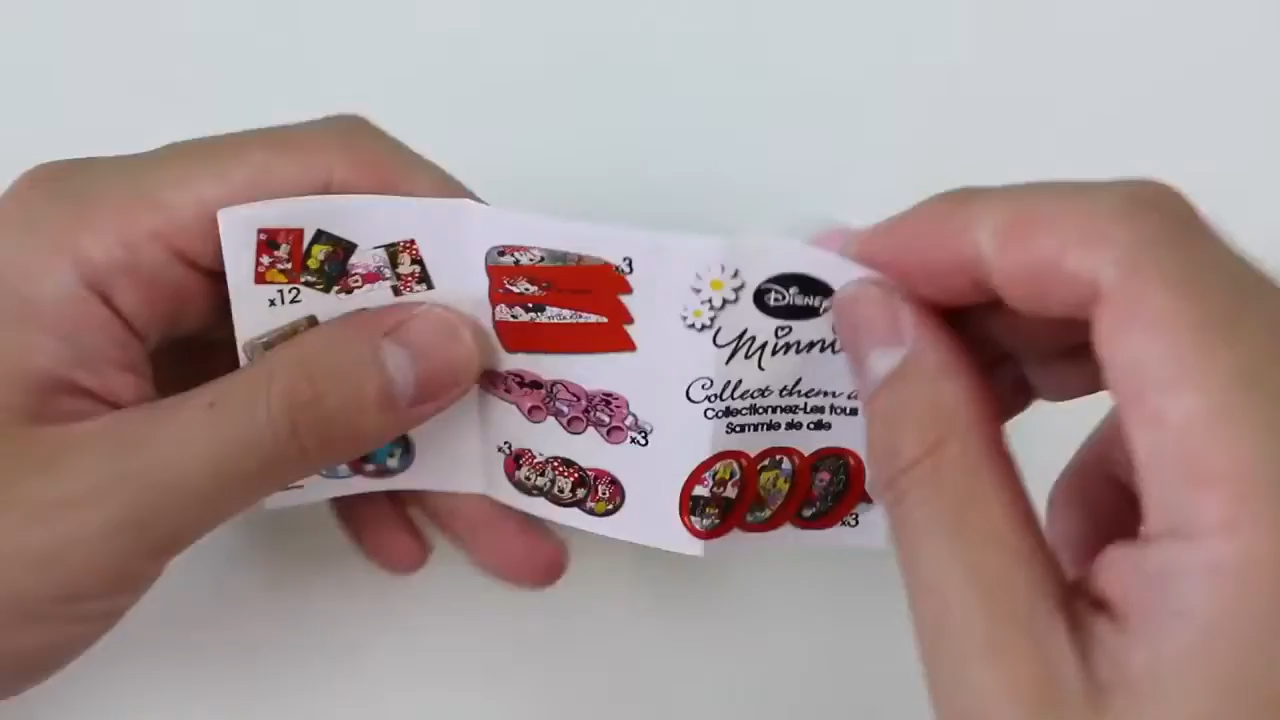 x12
x3
x3
x3
Disney
Minni
Collect them a
Collectionnez-Les tous
Sammle sie alle
x3